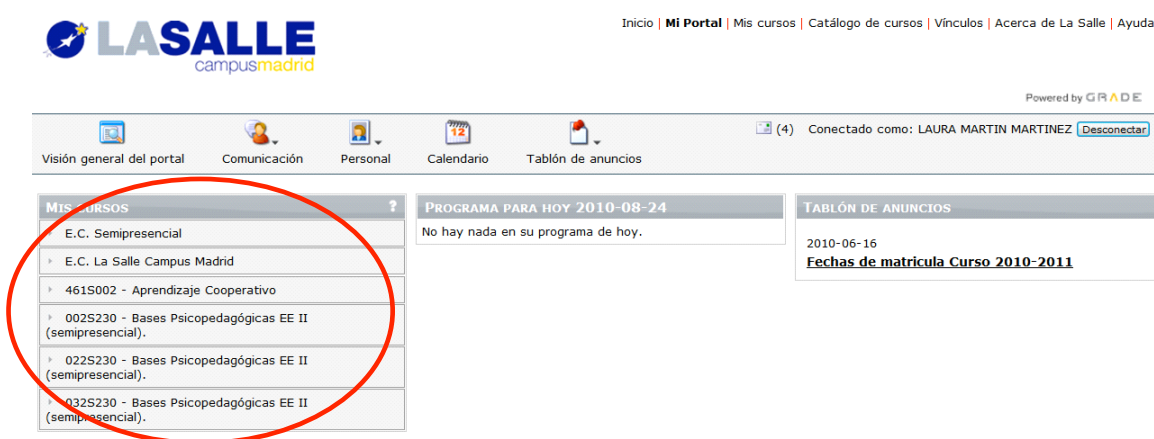 Inicio | Mi Portal | Mis cursos | Catálogo de cursos | Vínculos | Acerca de La Salle | Ayuda
LASALLE
campusmadrid
Powered by GRADE
(4) Conectado como: LAURA MARTIN MARTINEZ Desconectar
12
Visión general del portal Comunicación Personal Calendario Tablón de anuncios
MIS CURSOS ?
E.C. Semipresencial
E.C. La Salle Campus Madrid
461S002 - Aprendizaje Cooperativo
002S230 - Bases Psicopedagógicas EE II
(semipresencial).
022S230 - Bases Psicopedagógicas EE II
(semipresencial).
032S230 - Bases Psicopedagógicas EE II
(semipresencial).
PROGRAMA PARA HOY 2010-08-24
No hay nada en su programa de hoy.
TABLÓN DE ANUNCIOS
2010-06-16
Fechas de matricula Curso 2010-2011